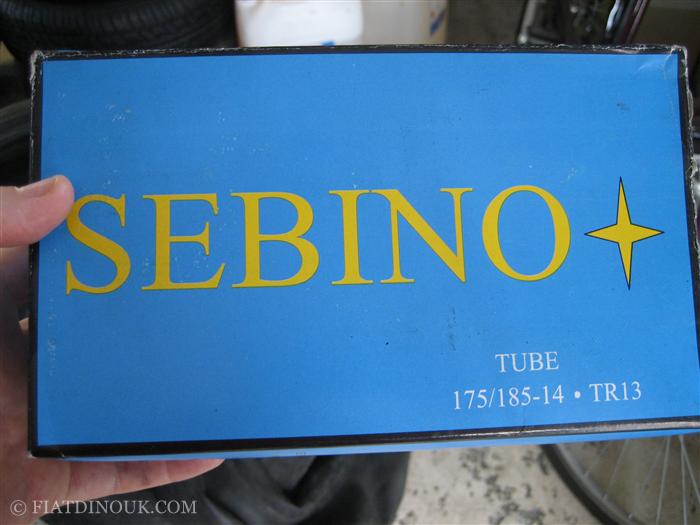 SEBINO
TUBE
175/185-14 • TR13
© FIATDINOUK.COM